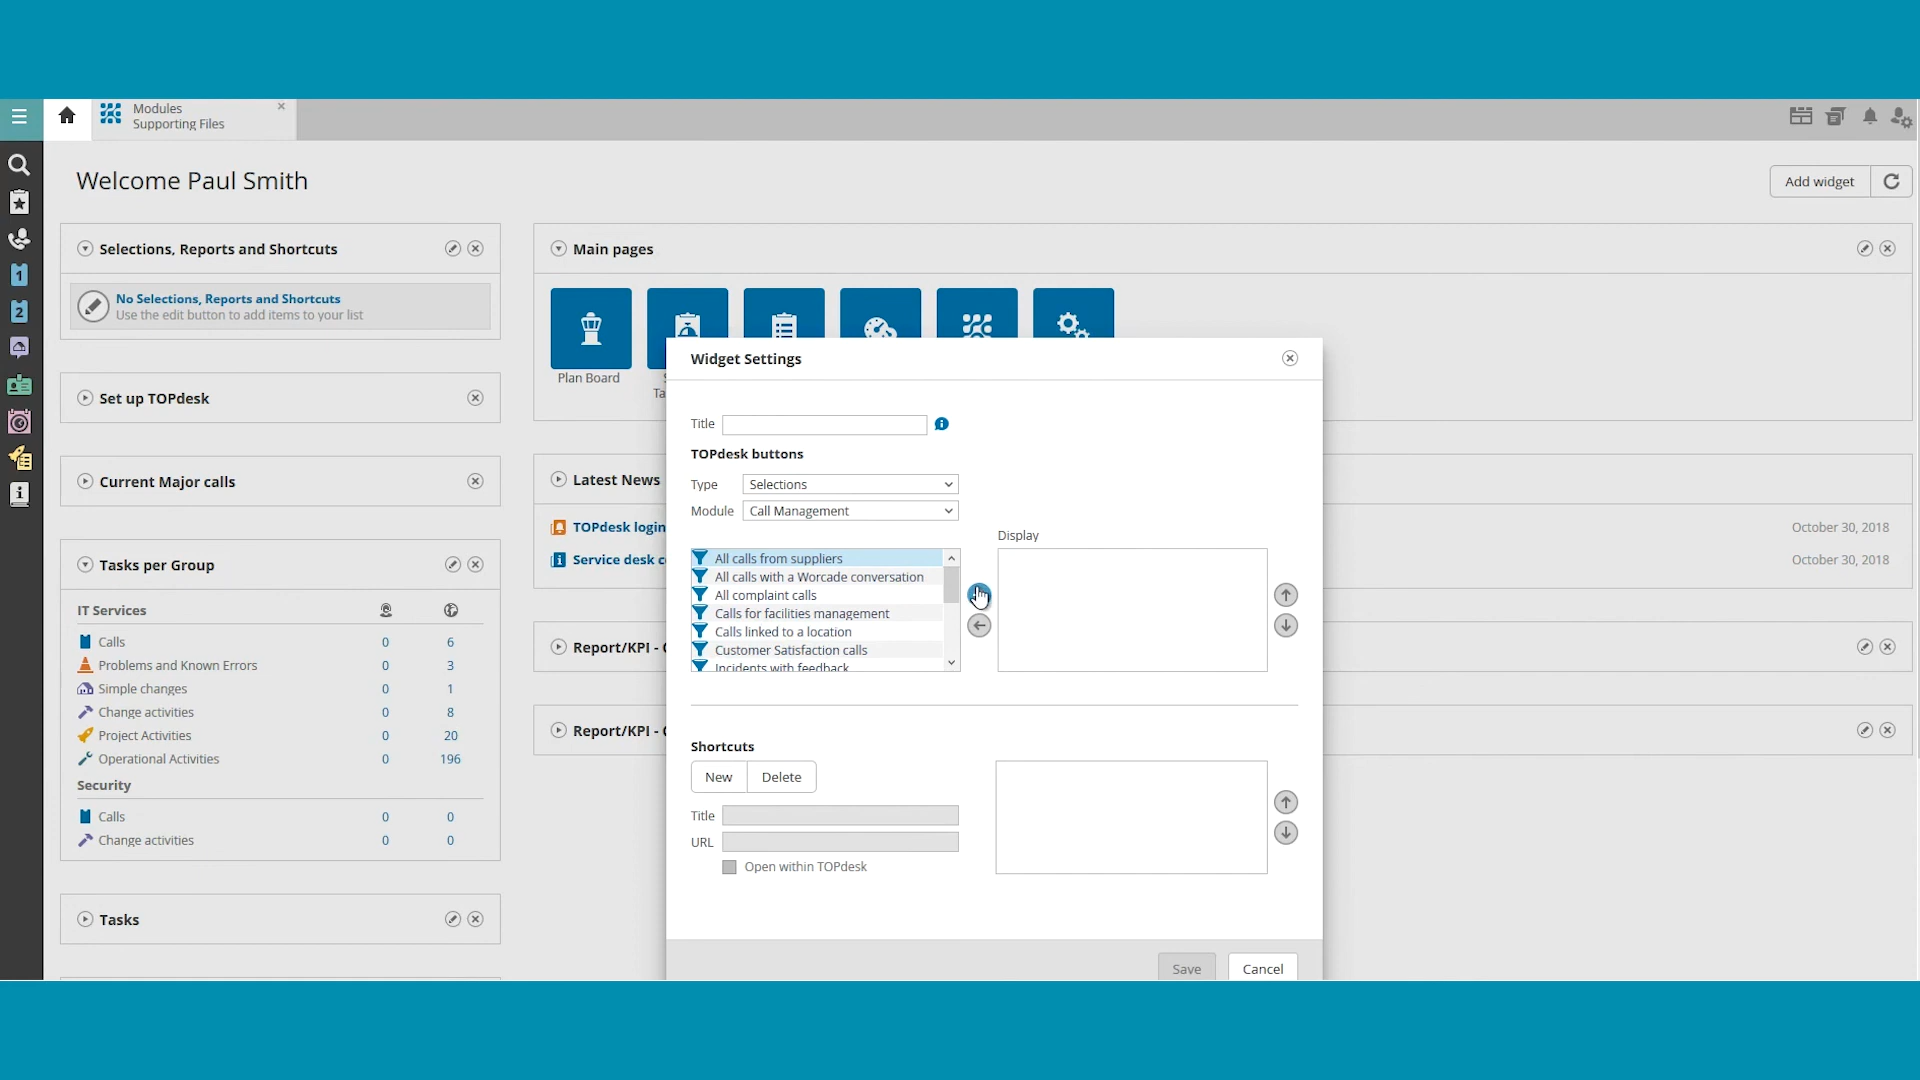 Modules
Supporting Files
Welcome Paul Smith
Add widget
Selections, Reports and Shortcuts
No Selections, Reports and Shortcuts
Use the edit button to add items to your list
Set up TOPdesk
Current Major calls
Tasks per Group
IT Services
Calls 0 6
Problems and Known Errors 0 3
Simple changes 0 1
Change activities 0 8
Project Activities 0 20
Operational Activities 0 196
Security
Calls 0 0
Change activities 0 0
Tasks
1
2
Main pages
Plan Board
Latest News
TOPdesk login
October 30, 2018
Service desk
October 30, 2018
Report/KPI -
Report/KPI -
Widget Settings
Title
TOPdesk buttons
Type Selections
Module Call Management
Display
All calls from suppliers
All calls with a Worcade conversation
All complaint calls
Calls for facilities management
Calls linked to a location
Customer Satisfaction calls
Incidents with feedback
Shortcuts
New Delete
Title
URL
Open within TOPdesk
Save Cancel